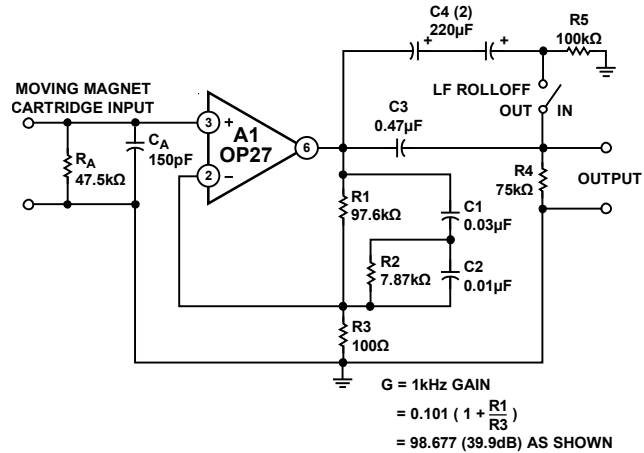 C4 (2)
220µF
+
+
R5
100kΩ
MOVING MAGNET
CARTRIDGE INPUT
LF ROLLOFF
OUT
IN
C3
0.47µF
3
+
A1
OP27
6
2
–
RA
47.5kΩ
CA
150pF
R4
75kΩ
OUTPUT
R1
97.6kΩ
C1
0.03µF
R2
7.87kΩ
C2
0.01µF
R3
100Ω
G = 1kHz GAIN
= 0.101 ( 1 + R1/R3 )
= 98.677 (39.9dB) AS SHOWN